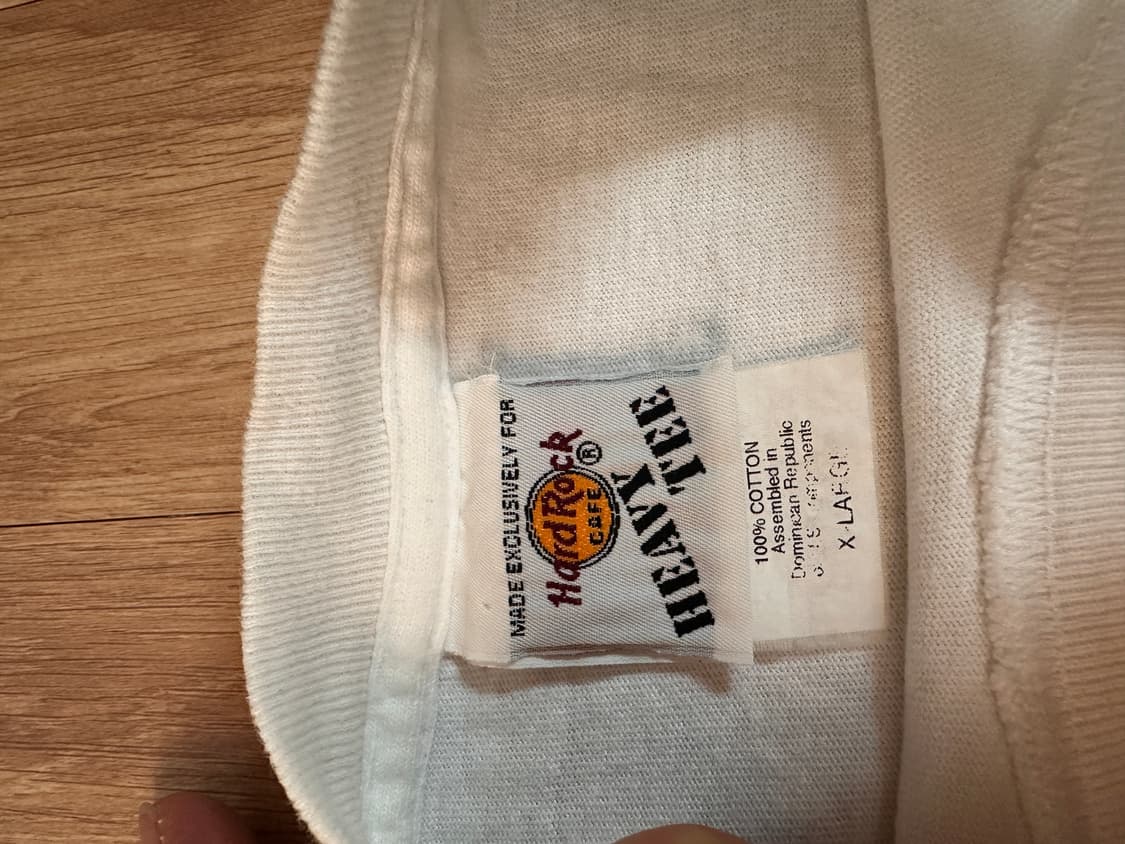 MADE EXCLUSIVELY FOR
Hard Rock
CAFE
®
HEAVY
TEE
100% COTTON
Assembled in
Dominican Republic
X-LARGE